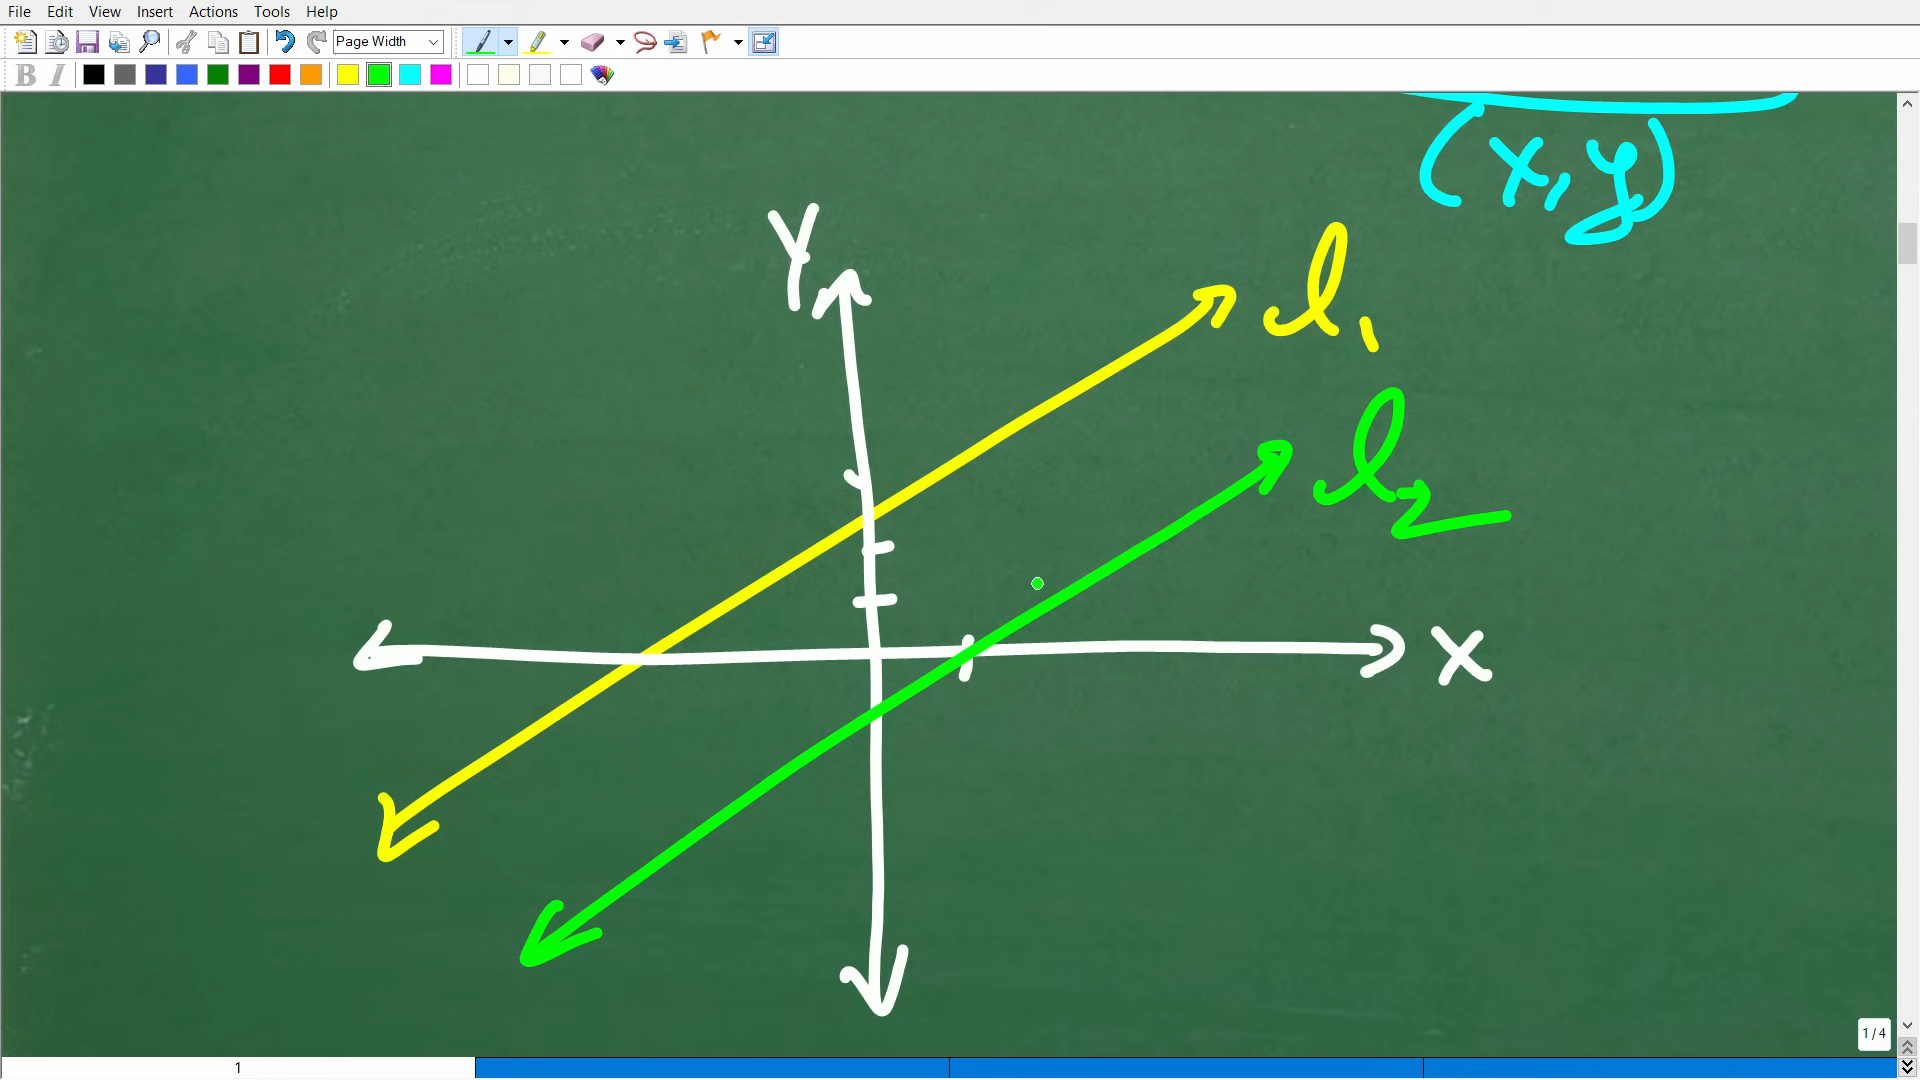 File Edit View Insert Actions Tools Help
Page Width
B I
(x, y)
Y
l₁
l₂
X
1 / 4
1